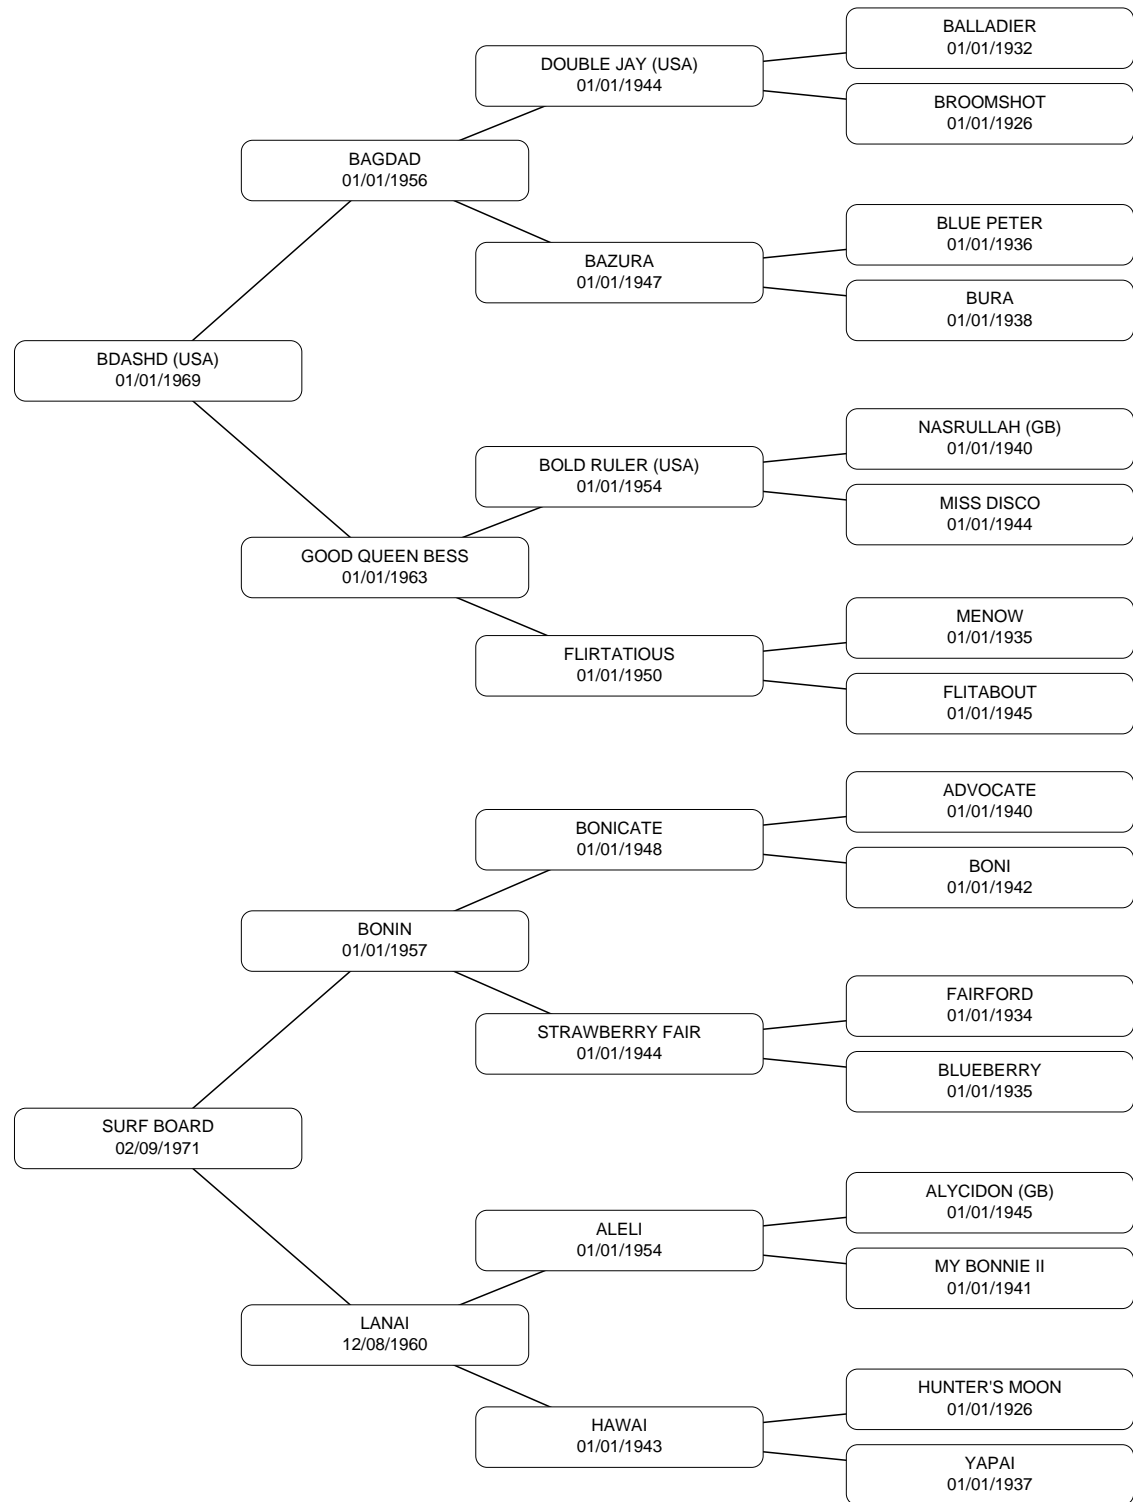 BALLADIER
01/01/1932
DOUBLE JAY (USA)
01/01/1944
BROOMSHOT
01/01/1926
BAGDAD
01/01/1956
BLUE PETER
01/01/1936
BAZURA
01/01/1947
BURA
01/01/1938
BDASHD (USA)
01/01/1969
NASRULLAH (GB)
01/01/1940
BOLD RULER (USA)
01/01/1954
MISS DISCO
01/01/1944
GOOD QUEEN BESS
01/01/1963
MENOW
01/01/1935
FLIRTATIOUS
01/01/1950
FLITABOUT
01/01/1945
ADVOCATE
01/01/1940
BONICATE
01/01/1948
BONI
01/01/1942
BONIN
01/01/1957
FAIRFORD
01/01/1934
STRAWBERRY FAIR
01/01/1944
BLUEBERRY
01/01/1935
SURF BOARD
02/09/1971
ALYCIDON (GB)
01/01/1945
ALELI
01/01/1954
MY BONNIE II
01/01/1941
LANAI
12/08/1960
HUNTER'S MOON
01/01/1926
HAWAI
01/01/1943
YAPAI
01/01/1937